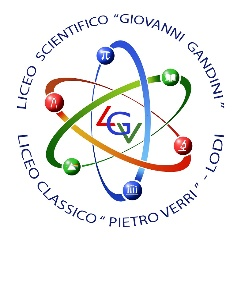 LICEO SCIENTIFICO "GIOVANNI GANDINI"
π
LGV
LICEO CLASSICO "PIETRO VERRI" - LODI